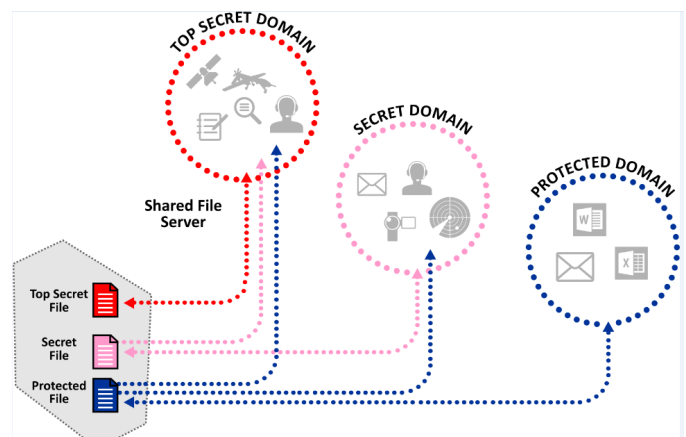 TOP SECRET DOMAIN
SECRET DOMAIN
PROTECTED DOMAIN
W
X
Shared File
Server
Top Secret
File
Secret
File
Protected
File